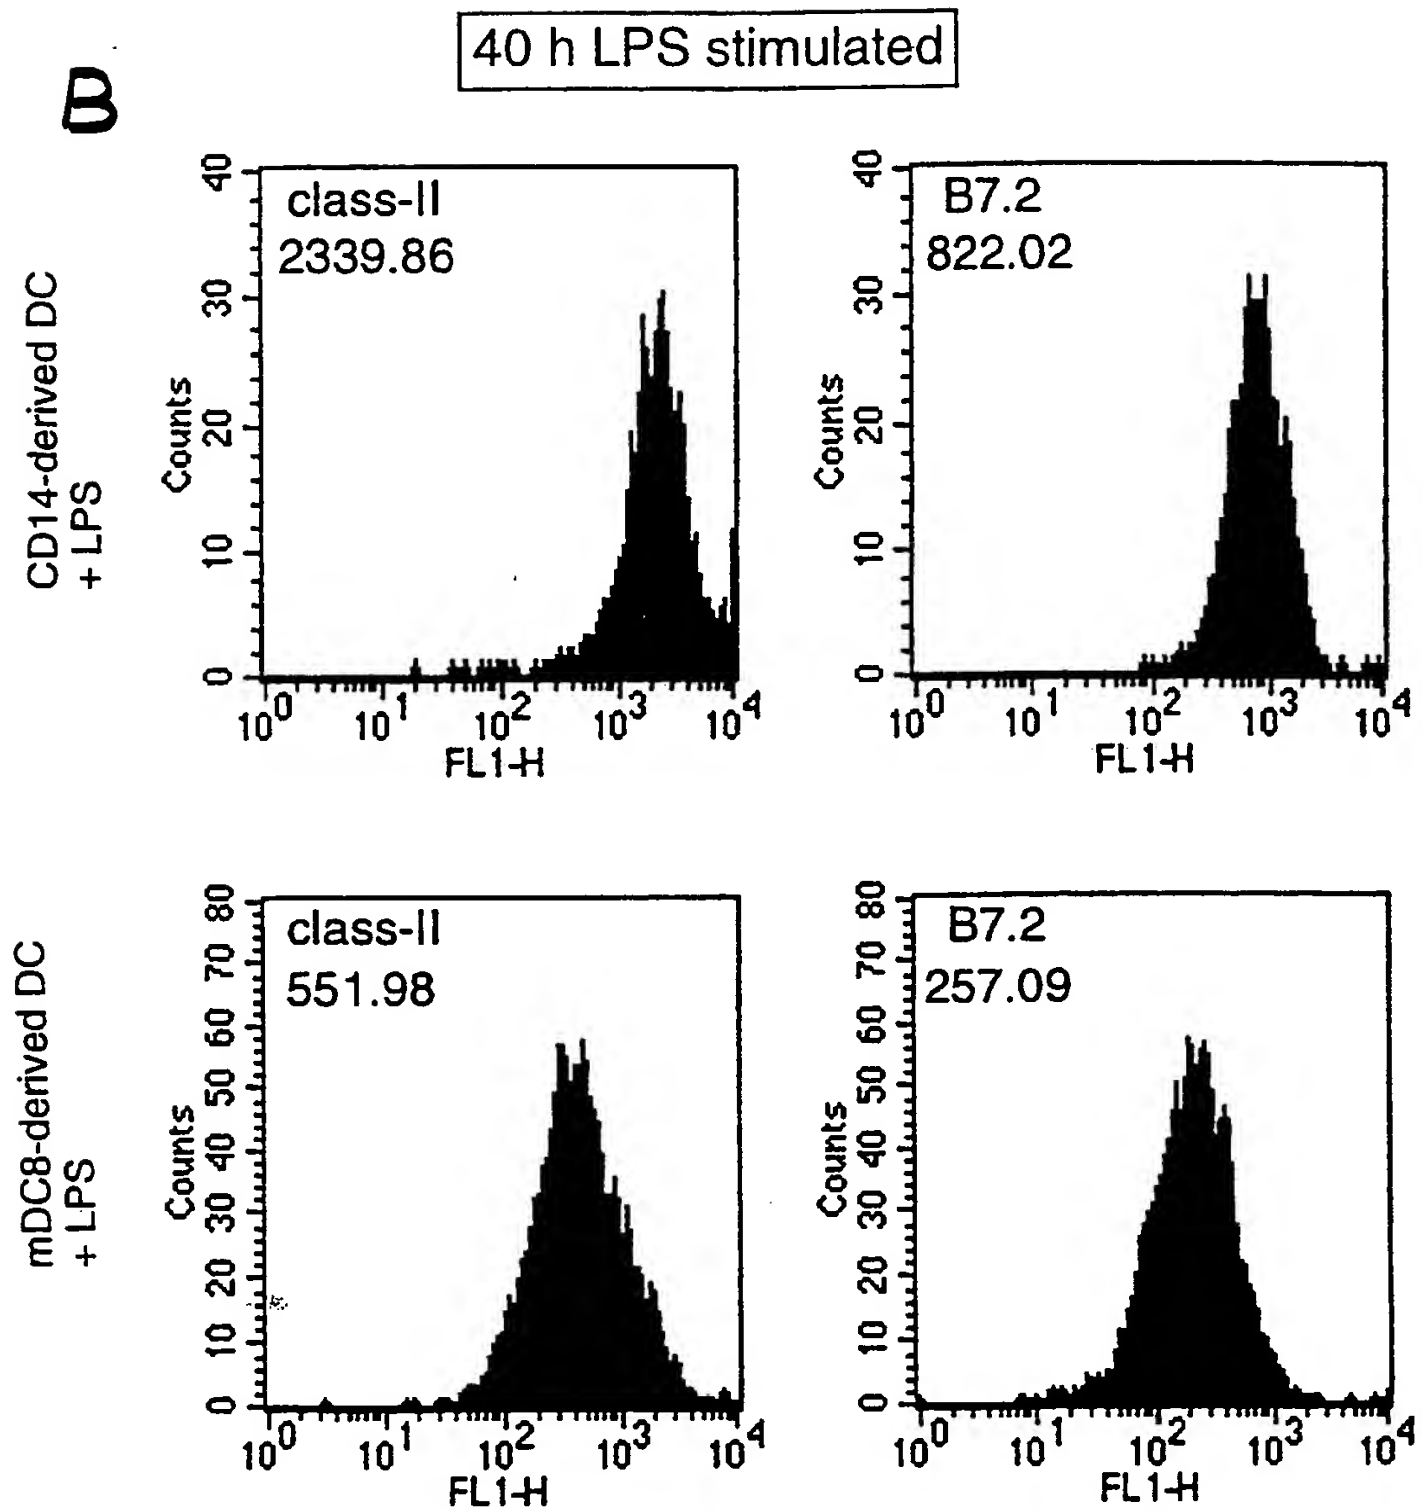 B
40 h LPS stimulated
CD14-derived DC
+ LPS
class-II
2339.86
Counts
40
30
20
10
0
10^0 10^1 10^2 10^3 10^4
FL1-H
B7.2
822.02
Counts
40
30
20
10
0
10^0 10^1 10^2 10^3 10^4
FL1-H
mDC8-derived DC
+ LPS
class-II
551.98
Counts
80
70
60
50
40
30
20
10
0
10^0 10^1 10^2 10^3 10^4
FL1-H
B7.2
257.09
Counts
80
70
60
50
40
30
20
10
0
10^0 10^1 10^2 10^3 10^4
FL1-H